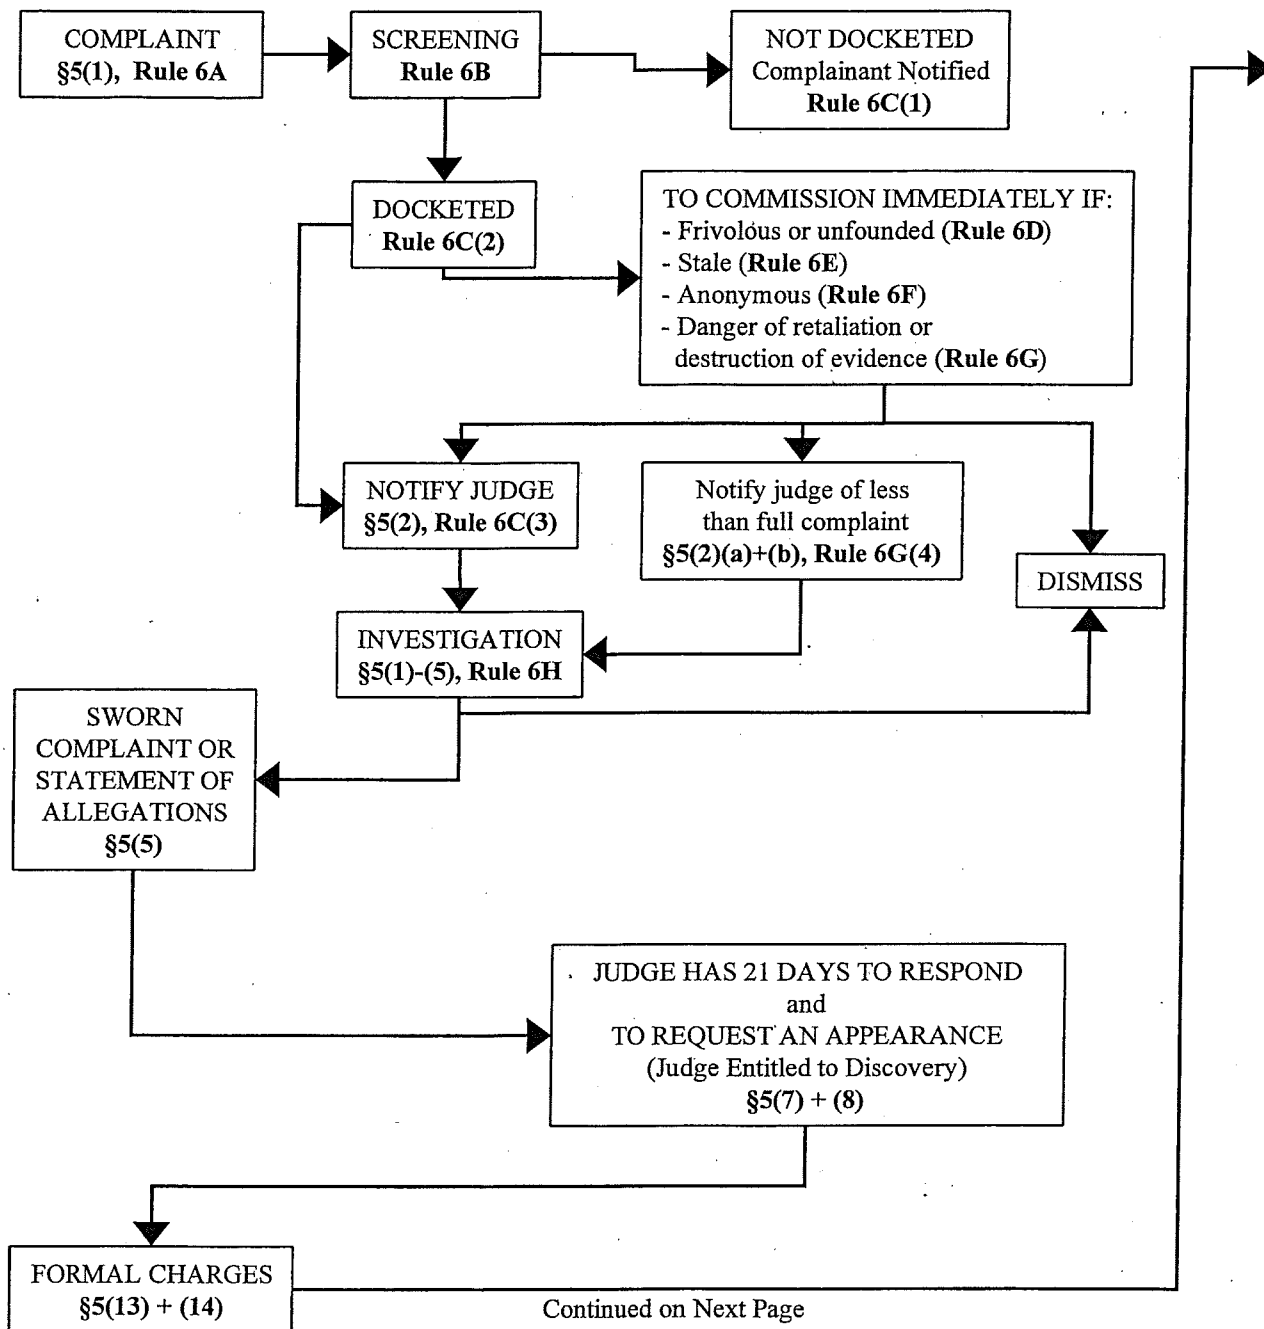 COMPLAINT
§5(1), Rule 6A
SCREENING
Rule 6B
NOT DOCKETED
Complainant Notified
Rule 6C(1)
DOCKETED
Rule 6C(2)
TO COMMISSION IMMEDIATELY IF:
- Frivolous or unfounded (Rule 6D)
- Stale (Rule 6E)
- Anonymous (Rule 6F)
- Danger of retaliation or
destruction of evidence (Rule 6G)
NOTIFY JUDGE
§5(2), Rule 6C(3)
Notify judge of less
than full complaint
§5(2)(a)+(b), Rule 6G(4)
DISMISS
INVESTIGATION
§5(1)-(5), Rule 6H
SWORN
COMPLAINT OR
STATEMENT OF
ALLEGATIONS
§5(5)
JUDGE HAS 21 DAYS TO RESPOND
and
TO REQUEST AN APPEARANCE
(Judge Entitled to Discovery)
§5(7) + (8)
FORMAL CHARGES
§5(13) + (14)
Continued on Next Page